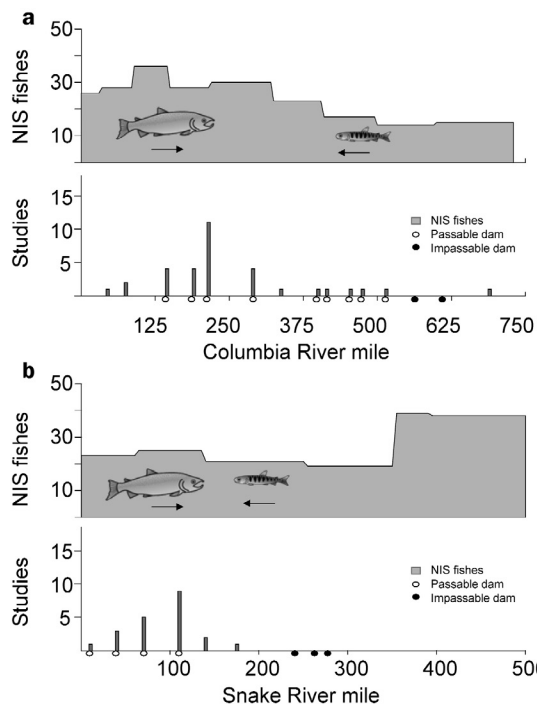 a
50
30
10
NIS fishes
15
10
5
Studies
NIS fishes
Passable dam
Impassable dam
125 250 375 500 625 750
Columbia River mile
b
50
30
10
NIS fishes
15
10
5
Studies
NIS fishes
Passable dam
Impassable dam
100 200 300 400 500
Snake River mile